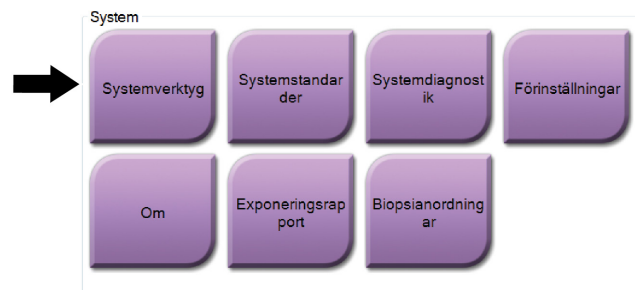 System
Systemverktyg
Systemstandar
der
Systemdiagnost
ik
Förinställningar
Om
Exponeringsrap
port
Biopsianordning
ar